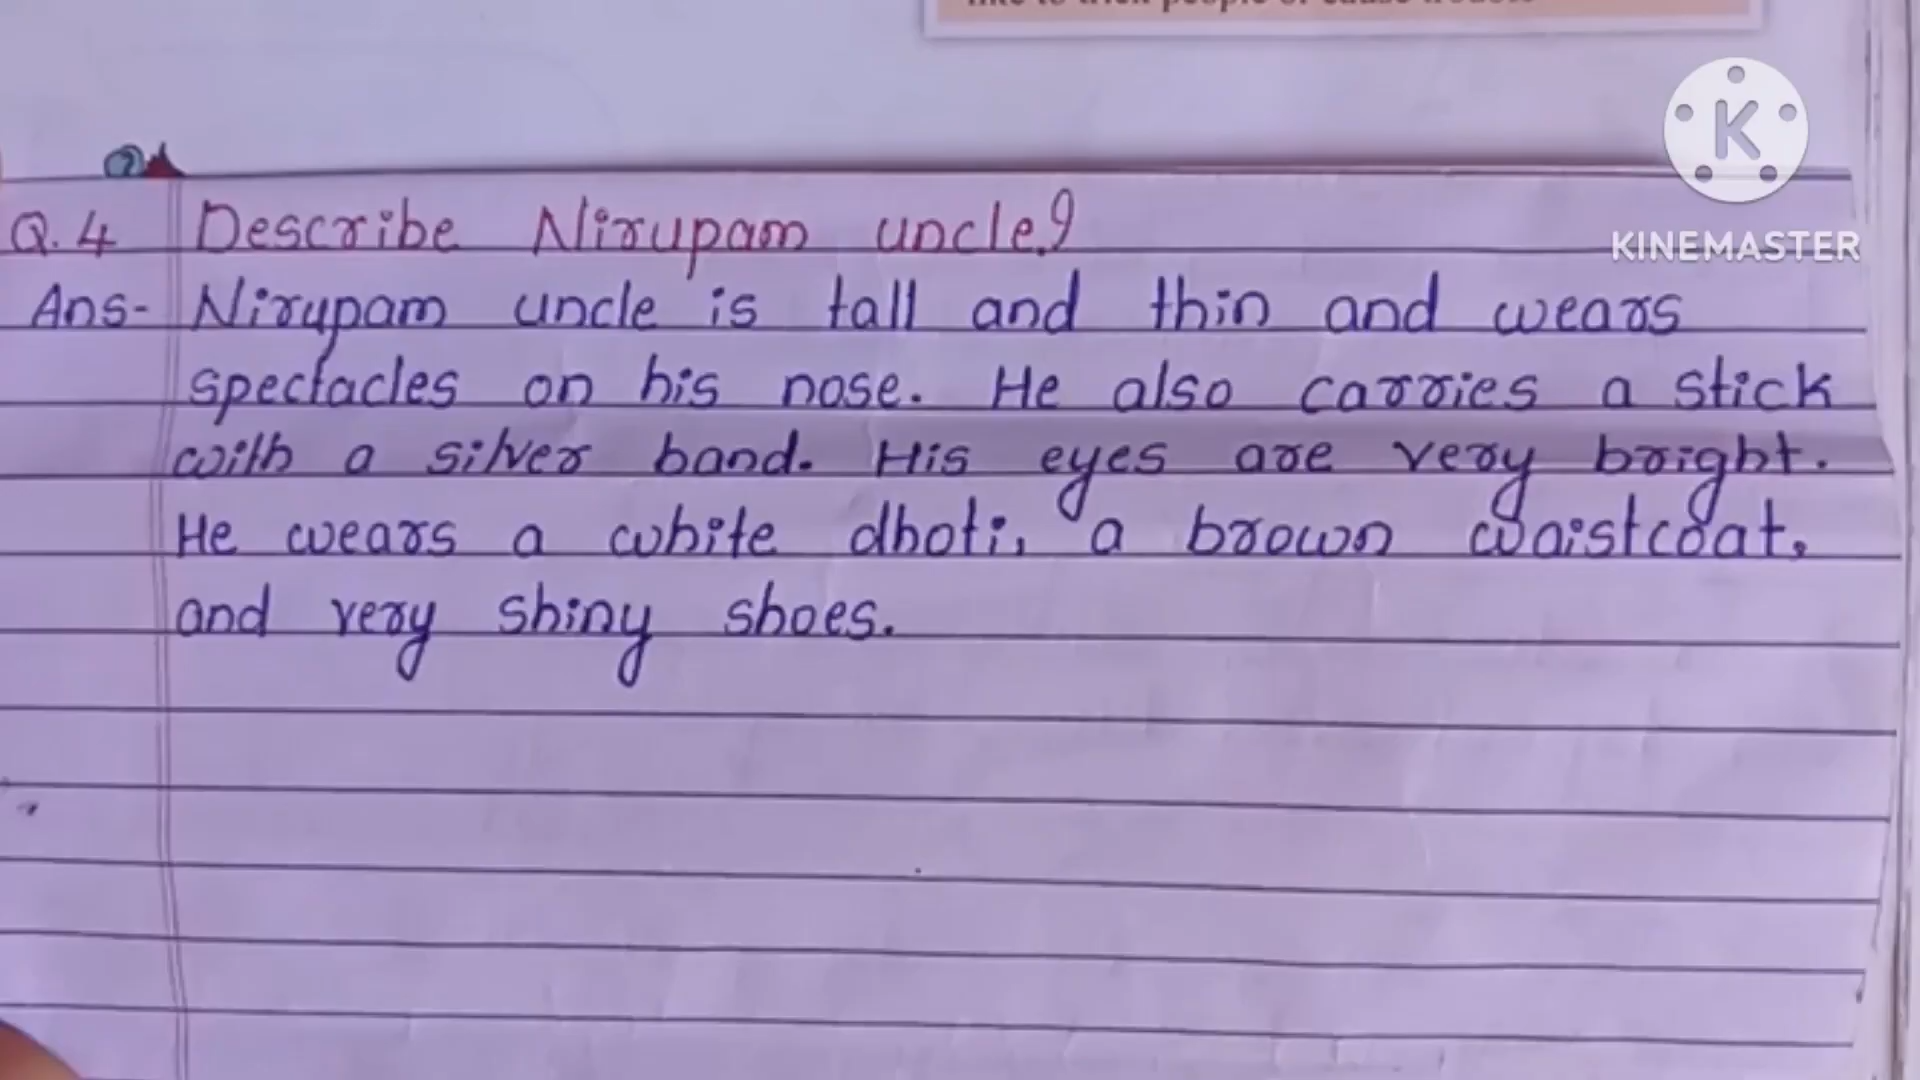 Q.4 Describe Nirupam uncle.?
Ans- Nirupam uncle is tall and thin and wears
spectacles on his nose. He also carries a stick
with a silver band. His eyes are very bright.
He wears a white dhoti, a brown waistcoat,
and very shiny shoes.
K
KINEMASTER